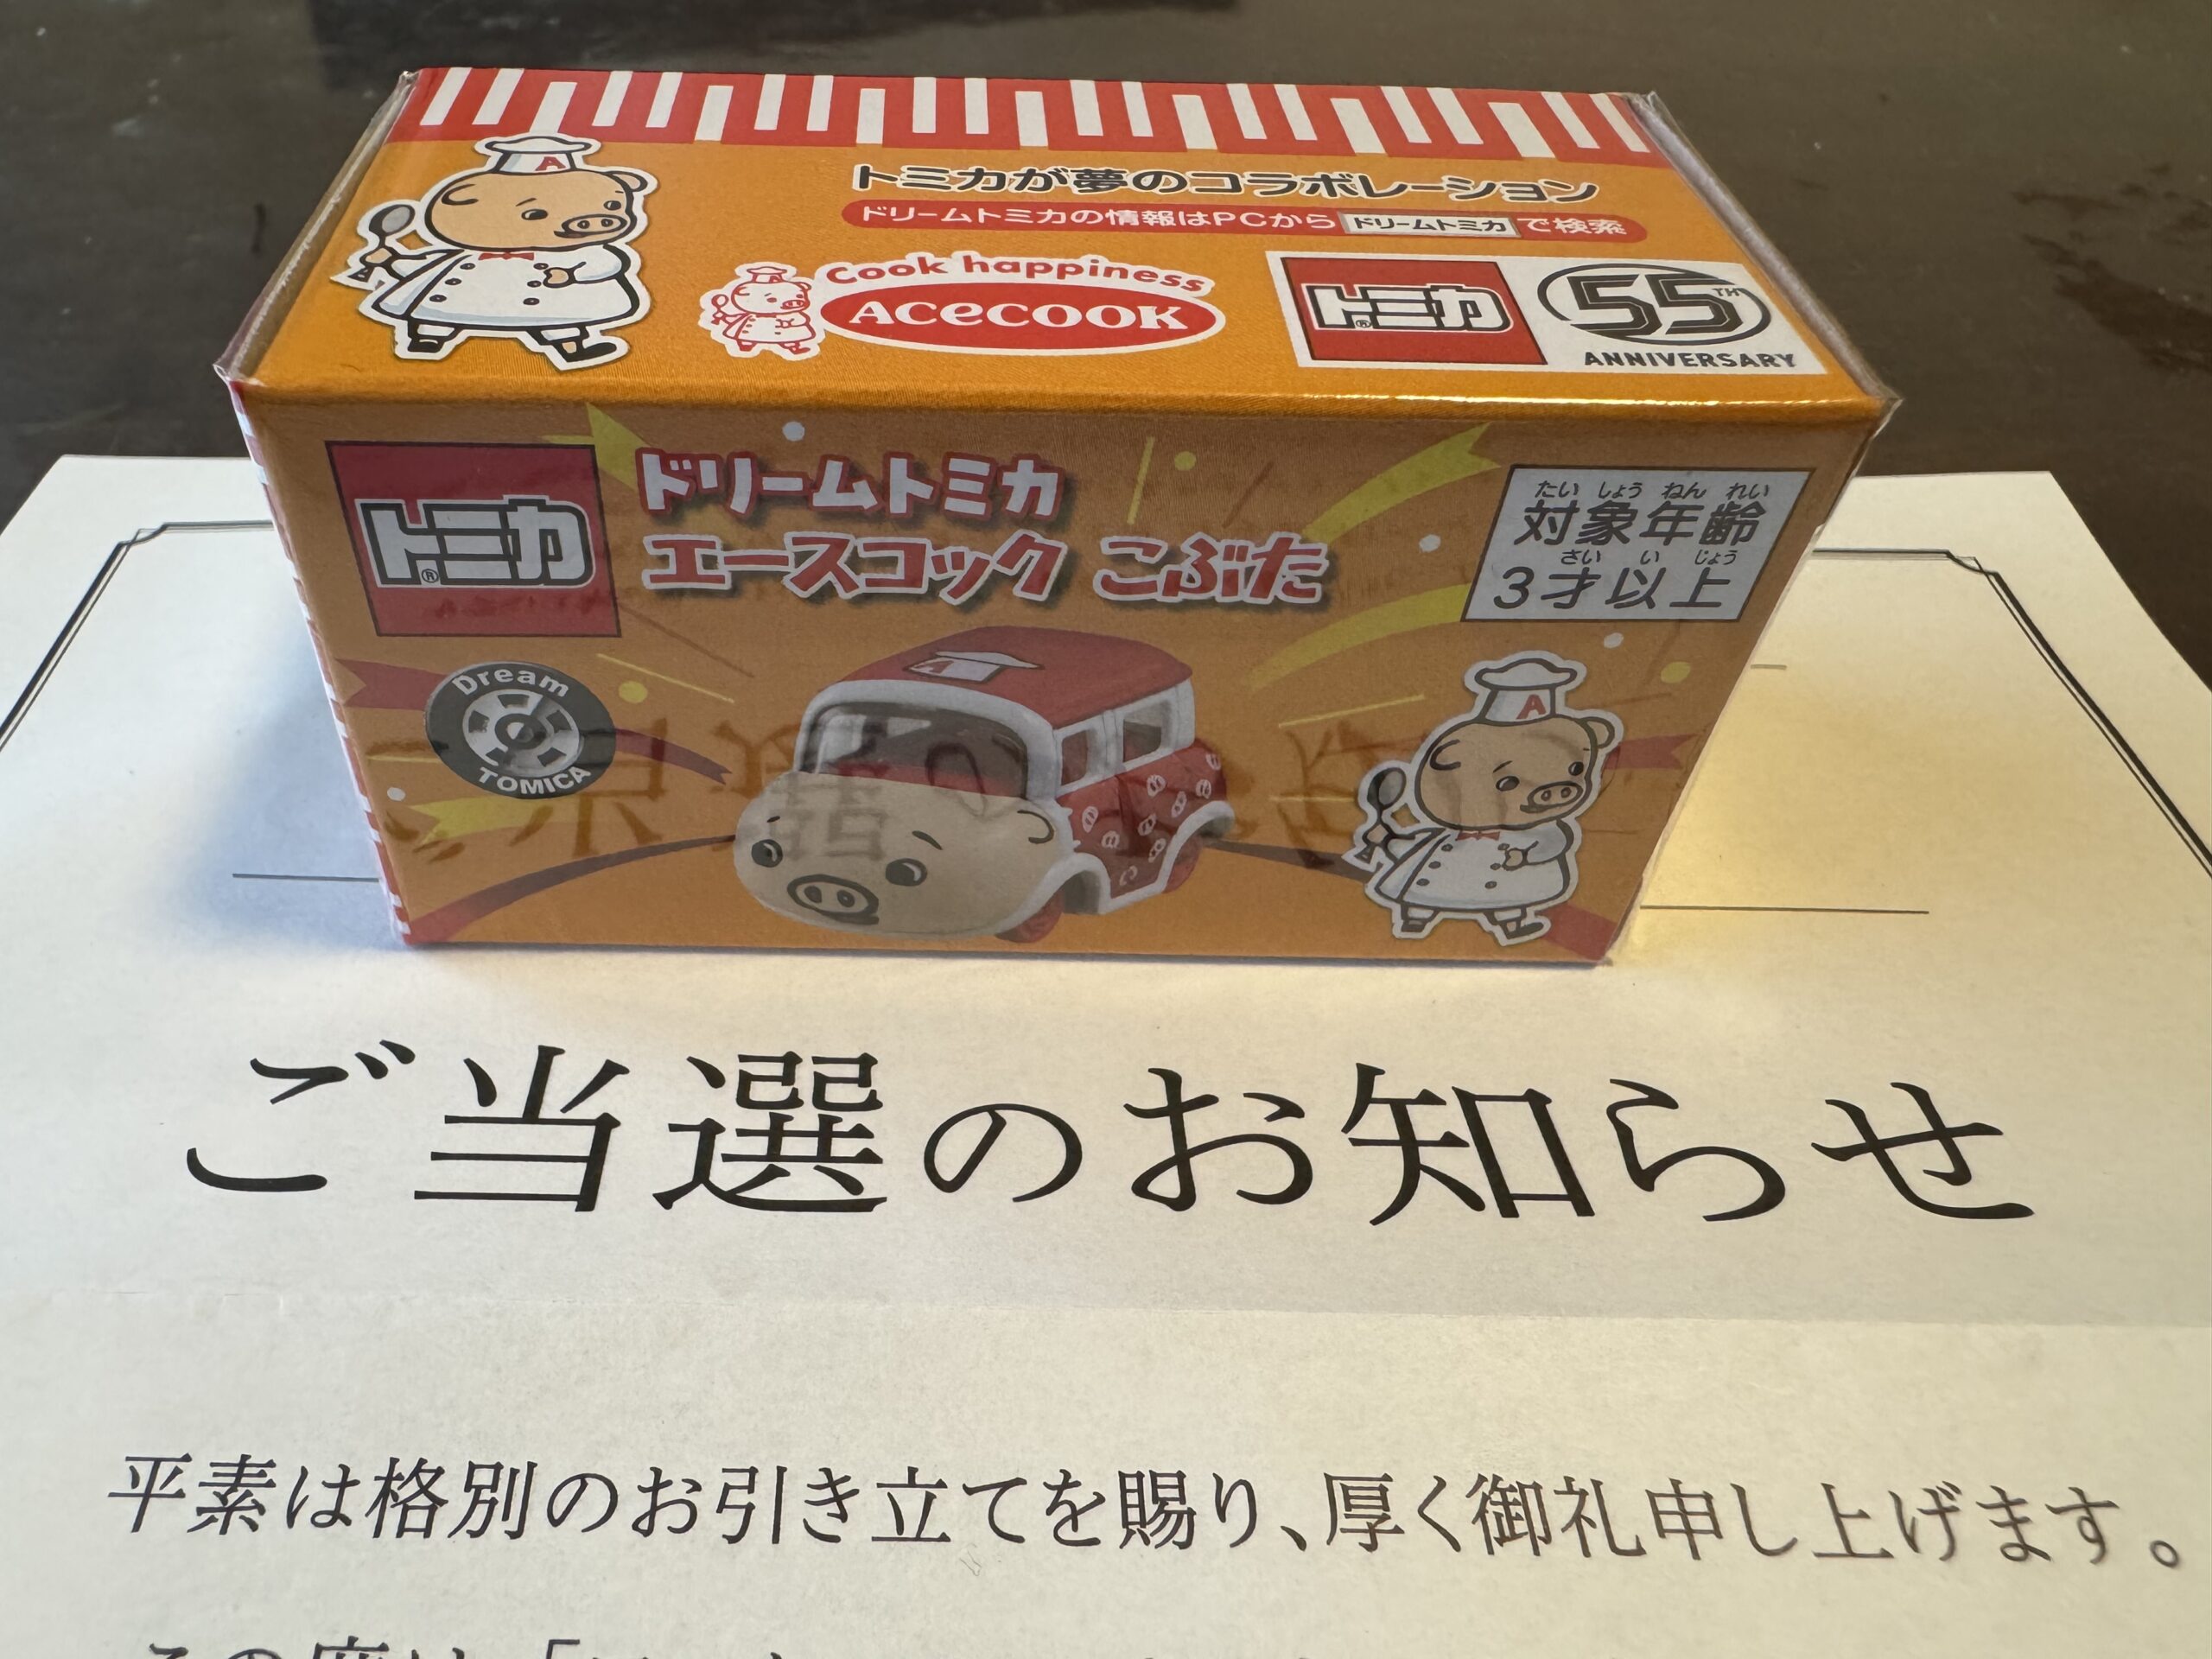 トミカが夢のコラボレーション
ドリームトミカの情報はPCから ドリームトミカ で検索
A
Cook happiness
Acecook
トミカ
55TH
ANNIVERSARY
トミカ®
ドリームトミカ
エースコック こぶた
たいしょうねんれい
対象年齢
さいいじょう
3才以上
Dream
TOMICA
A
A
ご当選のお知らせ
平素は格別のお引き立てを賜り、厚く御礼申し上げます。
この度は「